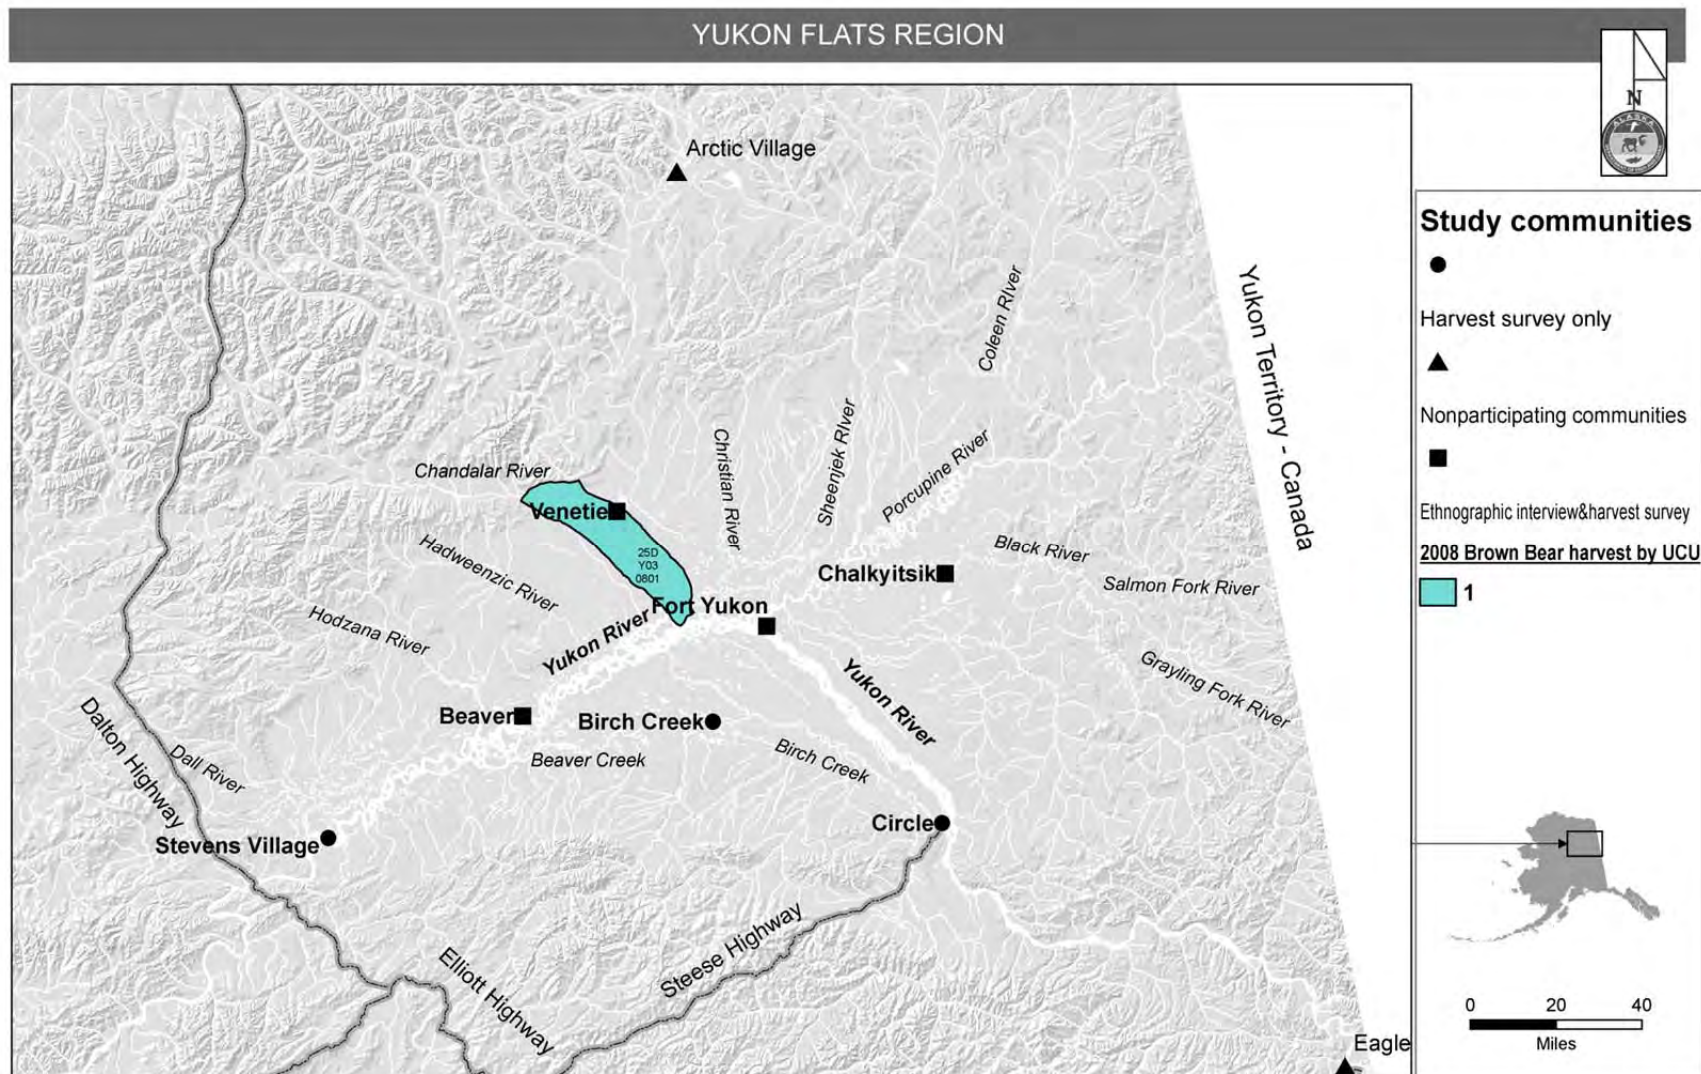 YUKON FLATS REGION
N
ALASKA
Arctic Village
Coleen RIver
Yukon Territory - Canada
Christian River
Sheenjek RIver
Porcupine River
Chandalar River
Venetie
25D
Y03
0801
Hadweenzic River
Hodzana River
Fort Yukon
Yukon River
Chalkyitsik
Black River
Salmon Fork River
Grayling Fork River
Yukon River
Beaver
Birch Creek
Beaver Creek
Birch Creek
Dalton Highway
Dall River
Stevens Village
Circle
Steese Highway
Elliott Highway
Eagle
Study communities
Harvest survey only
Nonparticipating communities
Ethnographic interview&harvest survey
2008 Brown Bear harvest by UCU
1
0 20 40
Miles